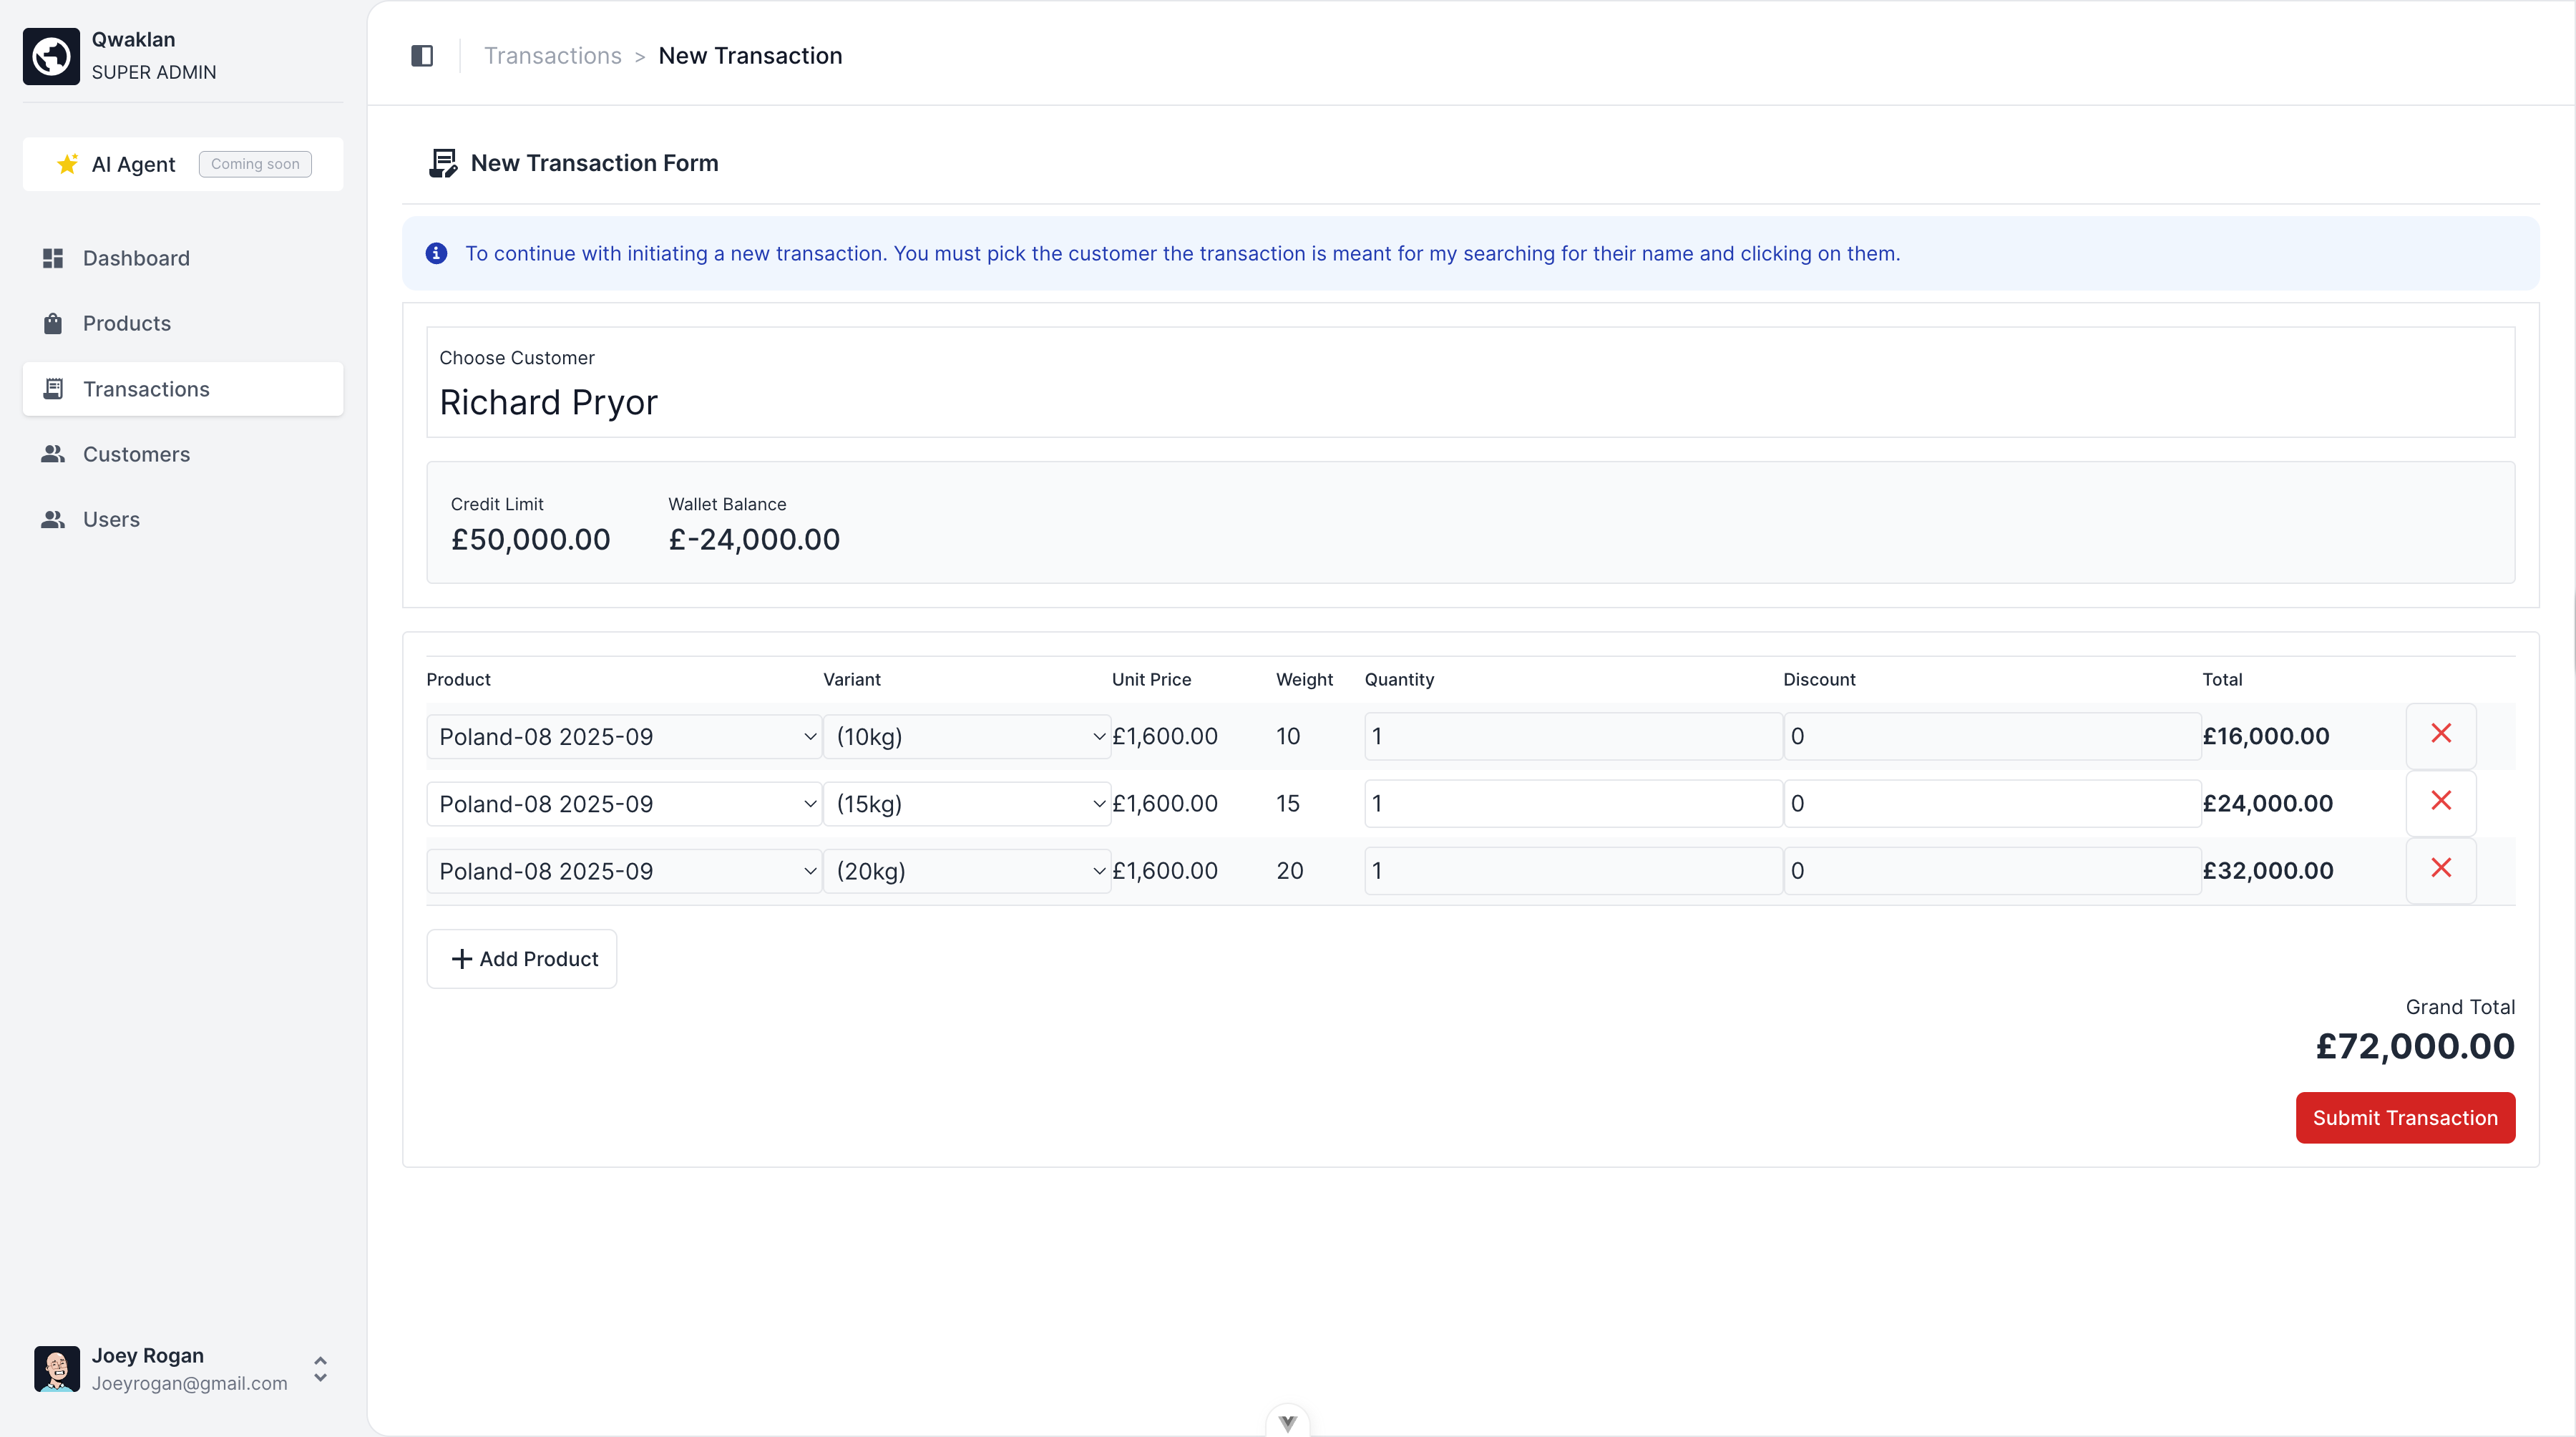 Qwaklan
SUPER ADMIN
AI Agent Coming soon
Dashboard
Products
Transactions
Customers
Users
Joey Rogan
Joeyrogan@gmail.com
Transactions > New Transaction
New Transaction Form
To continue with initiating a new transaction. You must pick the customer the transaction is meant for my searching for their name and clicking on them.
Choose Customer
Richard Pryor
Credit Limit Wallet Balance
£50,000.00 £-24,000.00
Product Variant Unit Price Weight Quantity Discount Total
Poland-08 2025-09 (10kg) £1,600.00 10 1 0 £16,000.00
Poland-08 2025-09 (15kg) £1,600.00 15 1 0 £24,000.00
Poland-08 2025-09 (20kg) £1,600.00 20 1 0 £32,000.00
Add Product
Grand Total
£72,000.00
Submit Transaction